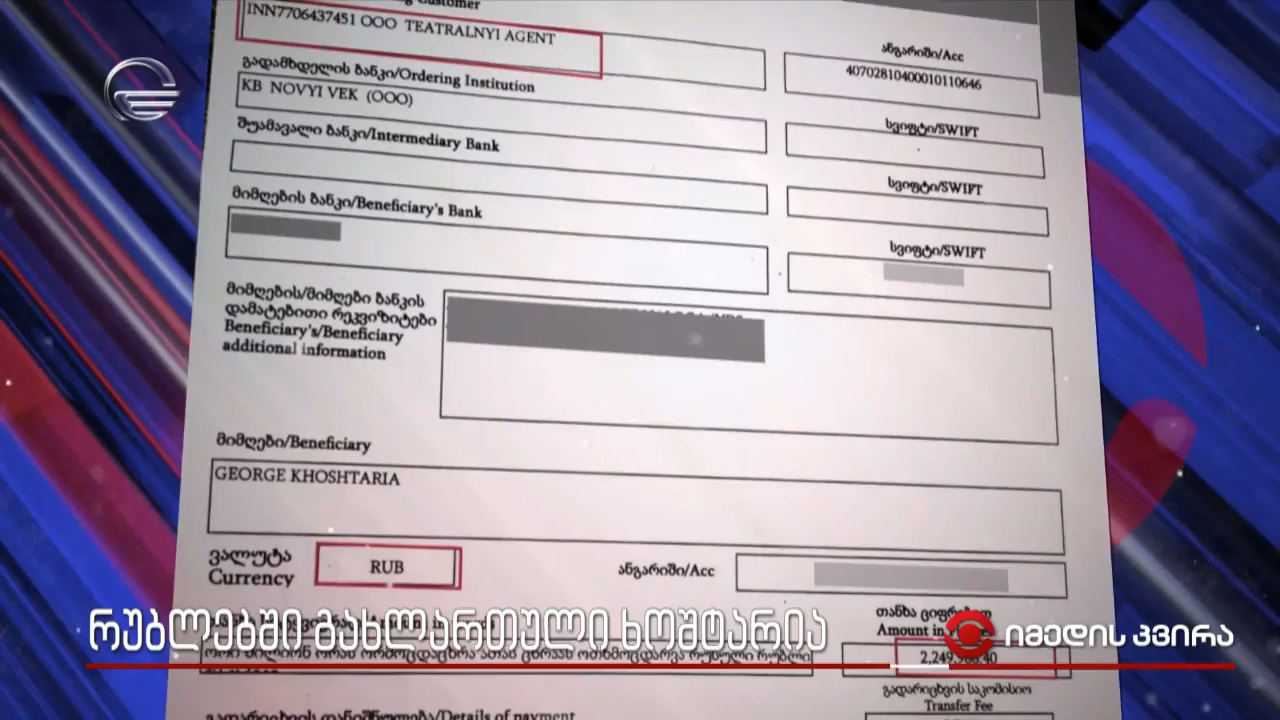 Customer
INN7706437451 OOO TEATRALNYI AGENT
ანგარიში/Acc
40702810400010110646
გადამხდელის ბანკი/Ordering Institution
KB NOVYI VEK (OOO)
სვიფტი/SWIFT
შუამავალი ბანკი/Intermediary Bank
სვიფტი/SWIFT
მიმღების ბანკი/Beneficiary's Bank
სვიფტი/SWIFT
მიმღების/მიმღები ბანკის
დამატებითი რეკვიზიტები
Beneficiary's/Beneficiary
additional information
მიმღები/Beneficiary
GEORGE KHOSHTARIA
ვალუტა
Currency
RUB
ანგარიში/Acc
თანხა ციფრებად
Amount in
რუბლებში გახლართული ხოშტარია
იმედის კვირა
გადარიცხვის საკომისიო
Transfer Fee
გადარიცხვის დანიშნულება/Details of payment